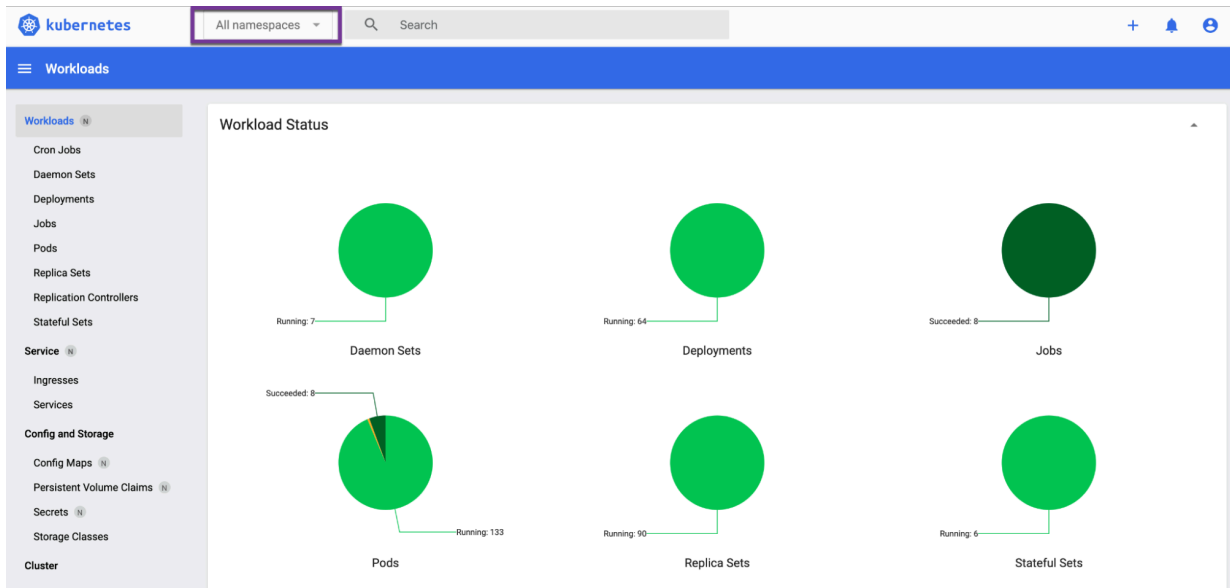 kubernetes
All namespaces
Search
Workloads
Workloads N
Cron Jobs
Daemon Sets
Deployments
Jobs
Pods
Replica Sets
Replication Controllers
Stateful Sets
Service N
Ingresses
Services
Config and Storage
Config Maps N
Persistent Volume Claims N
Secrets N
Storage Classes
Cluster
Workload Status
Running: 7
Daemon Sets
Running: 64
Deployments
Succeeded: 8
Jobs
Succeeded: 8
Running: 133
Pods
Running: 90
Replica Sets
Running: 6
Stateful Sets